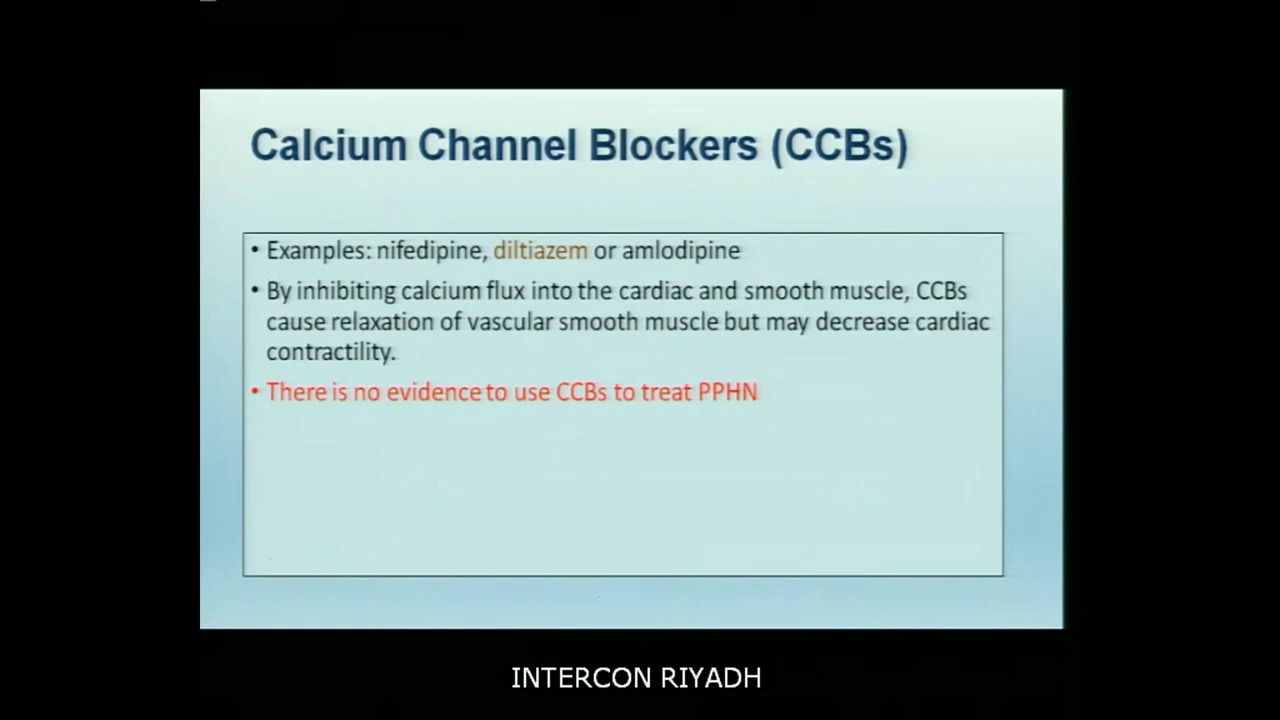 Calcium Channel Blockers (CCBs)
• Examples: nifedipine, diltiazem or amlodipine
• By inhibiting calcium flux into the cardiac and smooth muscle, CCBs
cause relaxation of vascular smooth muscle but may decrease cardiac
contractility.
• There is no evidence to use CCBs to treat PPHN
INTERCON RIYADH